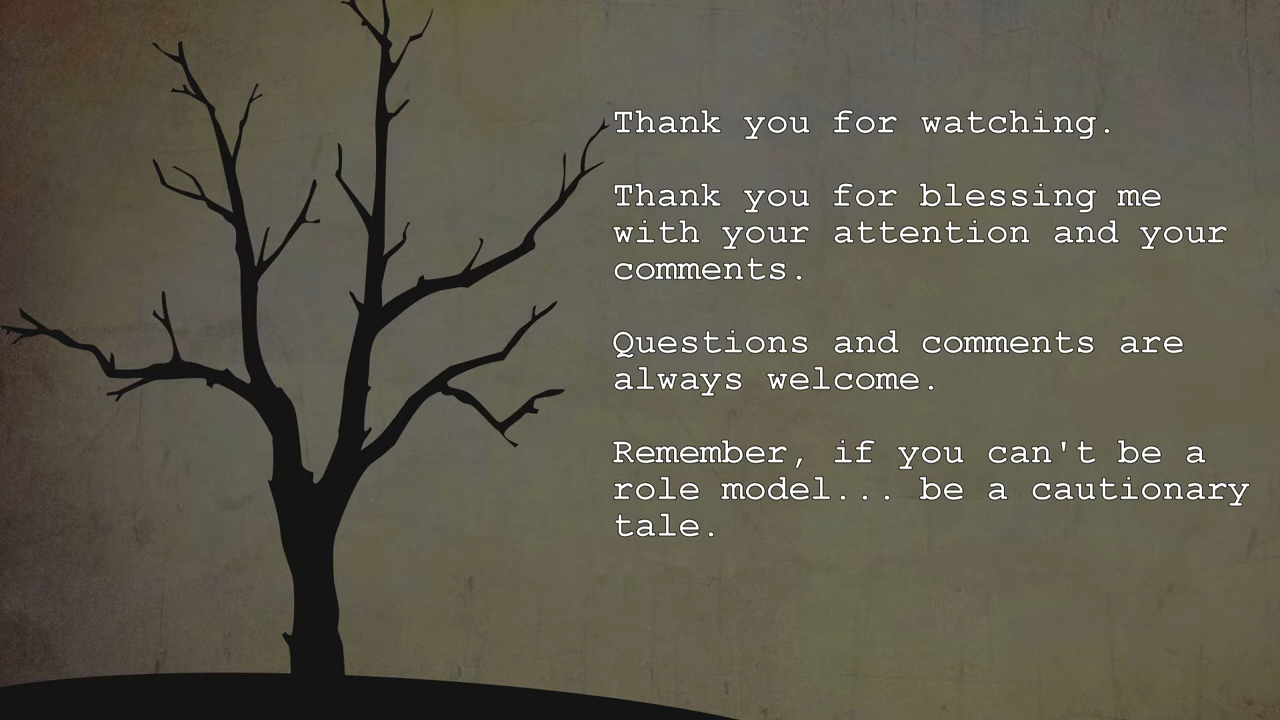 Thank you for watching.
Thank you for blessing me
with your attention and your
comments.
Questions and comments are
always welcome.
Remember, if you can't be a
role model... be a cautionary
tale.